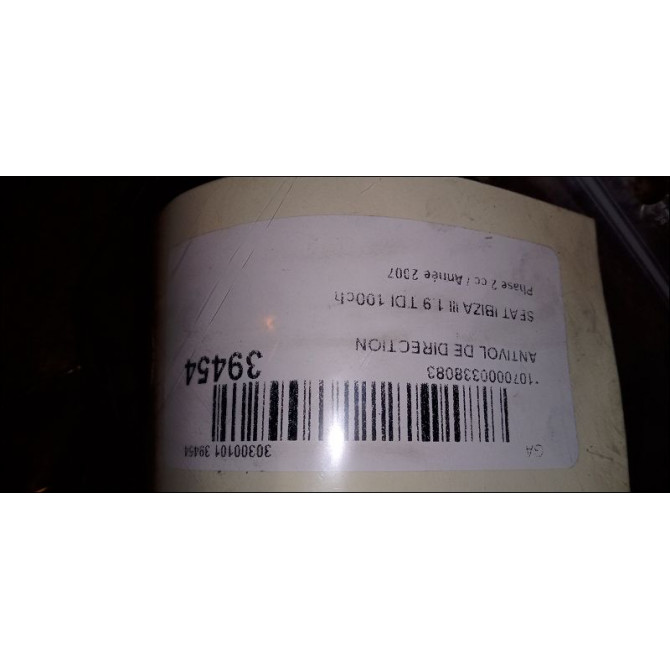 GA
30300101 39454
*1070000338083
39454
ANTIVOL DE DIRECTION
SEAT IBIZA III 1.9 TDI 100ch
Phase 2 cc / Année 2007